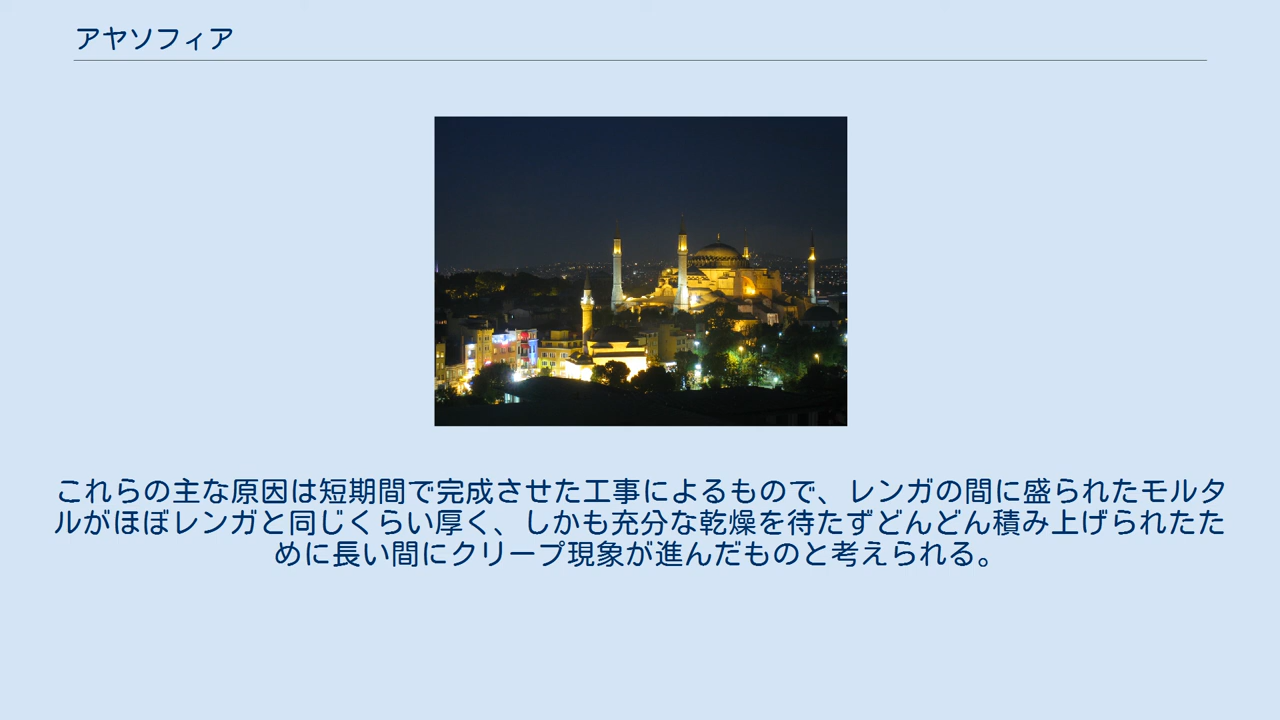 アヤソフィア
これらの主な原因は短期間で完成させた工事によるもので、レンガの間に盛られたモルタ
ルがほぼレンガと同じくらい厚く、しかも充分な乾燥を待たずどんどん積み上げられたた
めに長い間にクリープ現象が進んだものと考えられる。